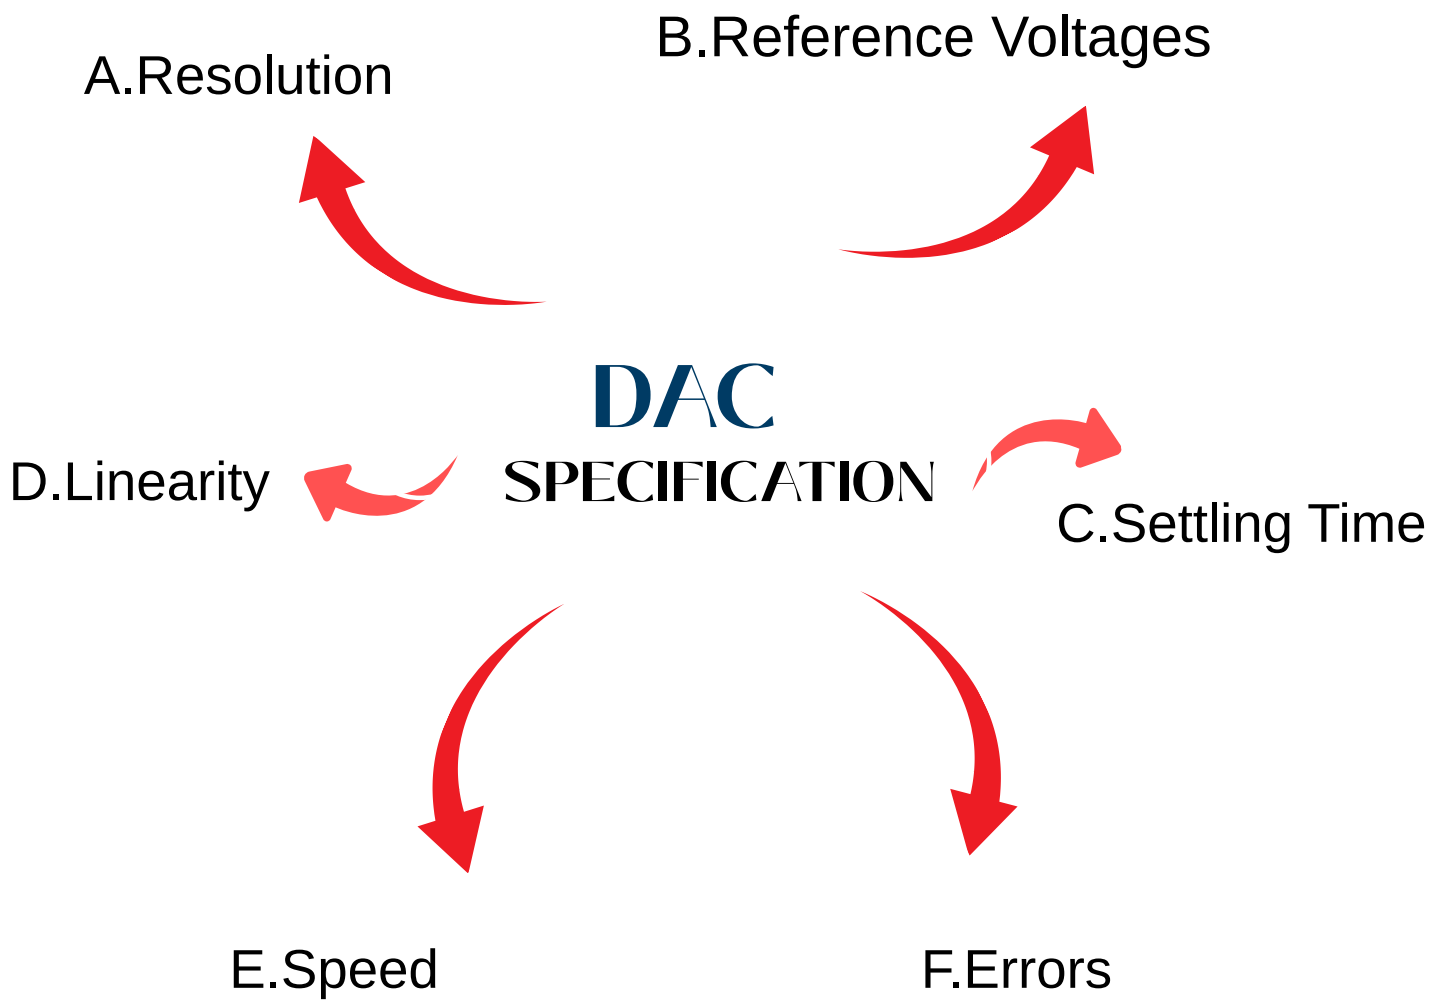 A.Resolution
B.Reference Voltages
DAC
SPECIFICATION
D.Linearity
C.Settling Time
E.Speed
F.Errors